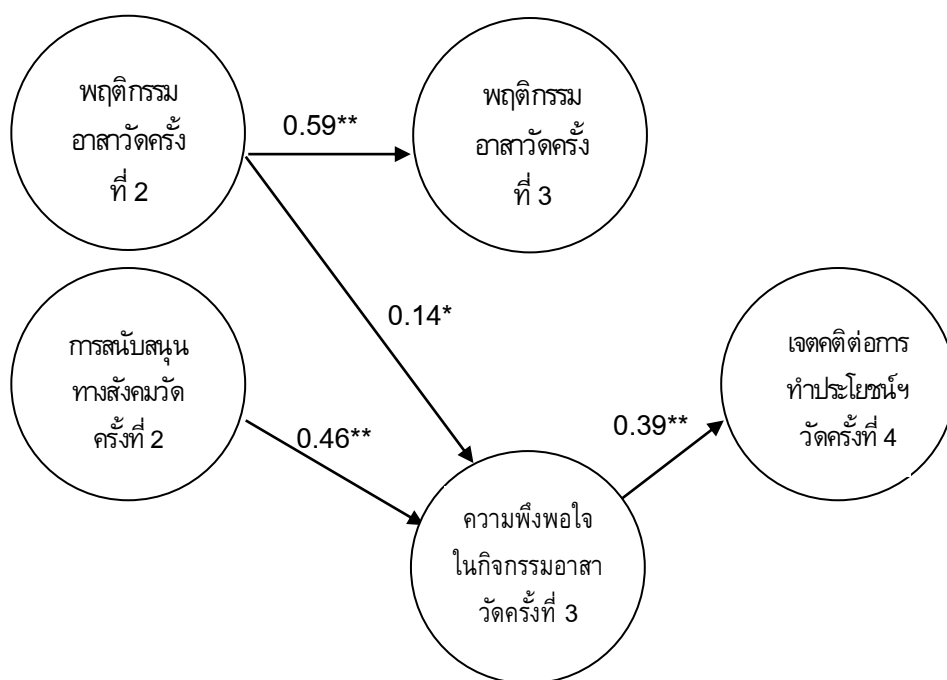 พฤติกรรม
อาสาวัดครั้ง
ที่ 2
0.59**
พฤติกรรม
อาสาวัดครั้ง
ที่ 3
0.14*
การสนับสนุน
ทางสังคมวัด
ครั้งที่ 2
0.46**
เจตคติต่อการ
ทำประโยชน์ฯ
วัดครั้งที่ 4
0.39**
ความพึงพอใจ
ในกิจกรรมอาสา
วัดครั้งที่ 3